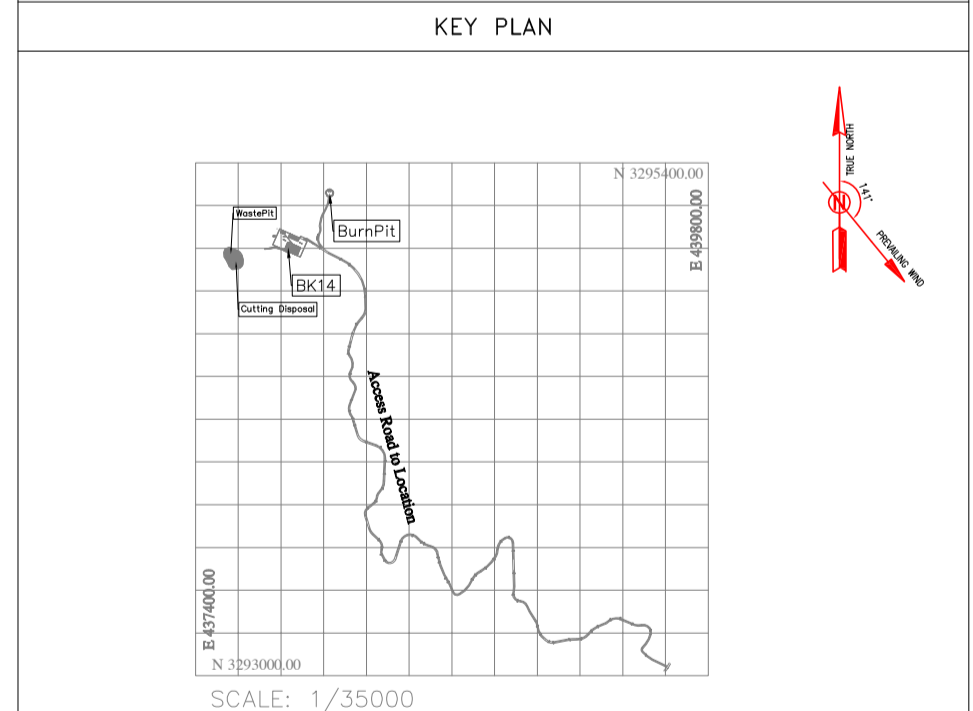 KEY PLAN
TRUE NORTH
N
141°
PREVAILING WIND
N 3295400.00
E 439800.00
WastePit
BurnPit
BK14
Cutting Disposal
Access Road to Location
E 437400.00
N 3293000.00
SCALE: 1/35000